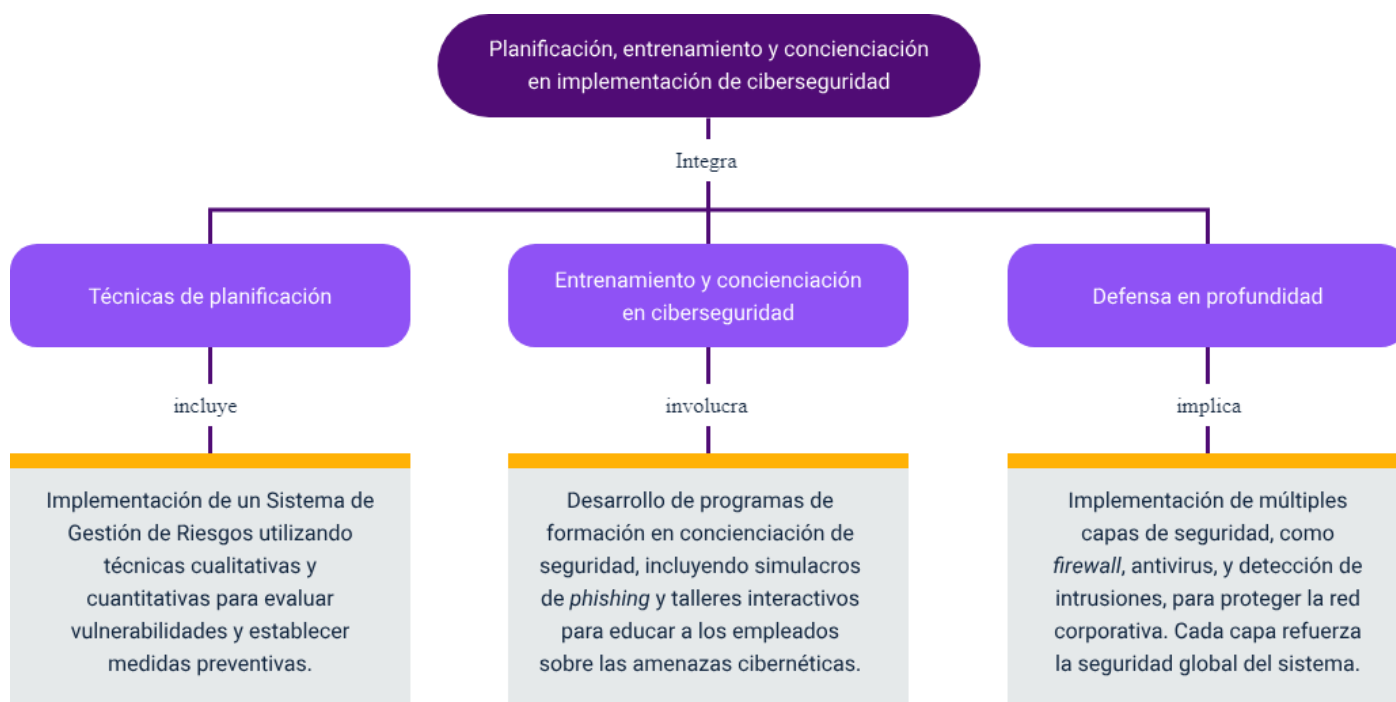 Planificación, entrenamiento y concienciación
en implementación de ciberseguridad
Integra
Técnicas de planificación
Entrenamiento y concienciación
en ciberseguridad
Defensa en profundidad
incluye
involucra
implica
Implementación de un Sistema de
Gestión de Riesgos utilizando
técnicas cualitativas y
cuantitativas para evaluar
vulnerabilidades y establecer
medidas preventivas.
Desarrollo de programas de
formación en concienciación de
seguridad, incluyendo simulacros
de phishing y talleres interactivos
para educar a los empleados
sobre las amenazas cibernéticas.
Implementación de múltiples
capas de seguridad, como
firewall, antivirus, y detección de
intrusiones, para proteger la red
corporativa. Cada capa refuerza
la seguridad global del sistema.